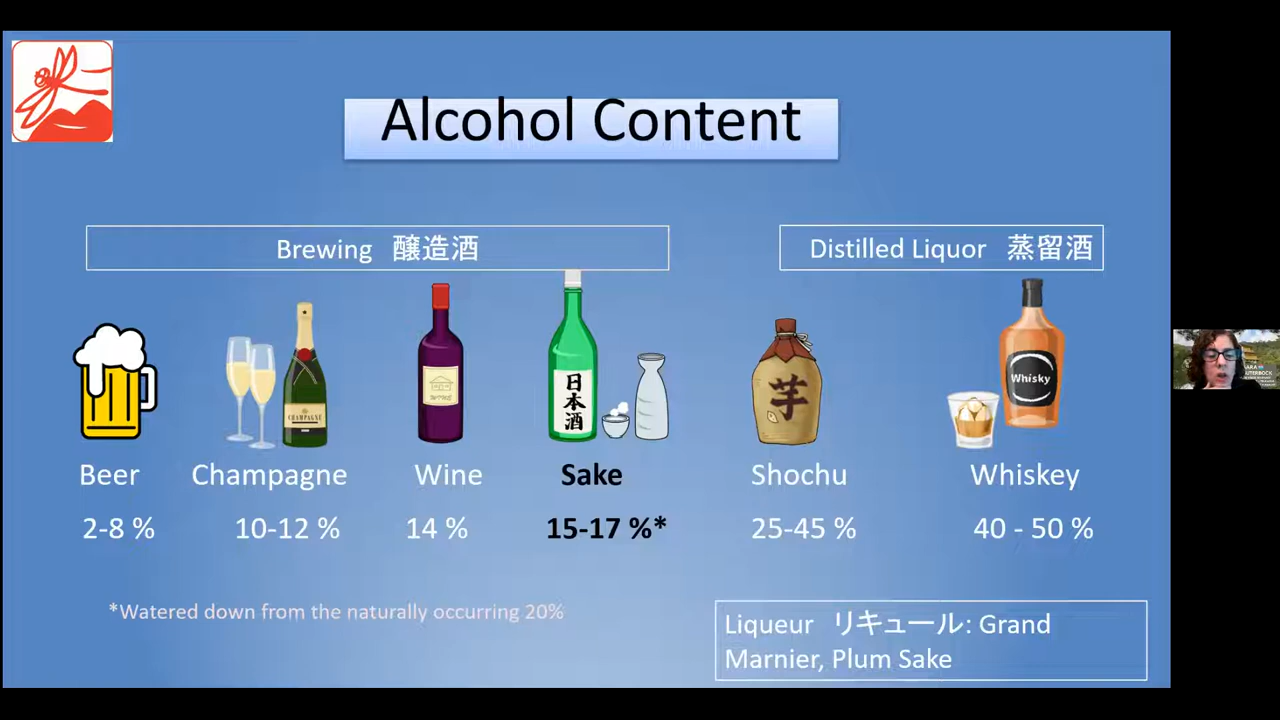 Alcohol Content
Brewing 醸造酒
Distilled Liquor 蒸留酒
日本酒
芋
Whisky
CHAMPAGNE
Beer
Champagne
Wine
Sake
Shochu
Whiskey
2-8 %
10-12 %
14 %
15-17 %*
25-45 %
40 - 50 %
*Watered down from the naturally occurring 20%
Liqueur リキュール: Grand
Marnier, Plum Sake